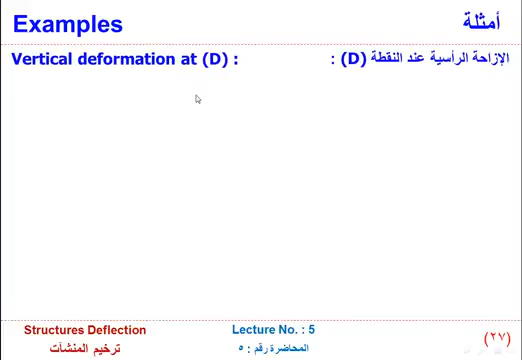 Examples
أمثلة
Vertical deformation at (D) :
الإزاحة الرأسية عند النقطة (D) :
Structures Deflection
ترخيم المنشآت
Lecture No. : 5
المحاضرة رقم : ٥
(٢٧)